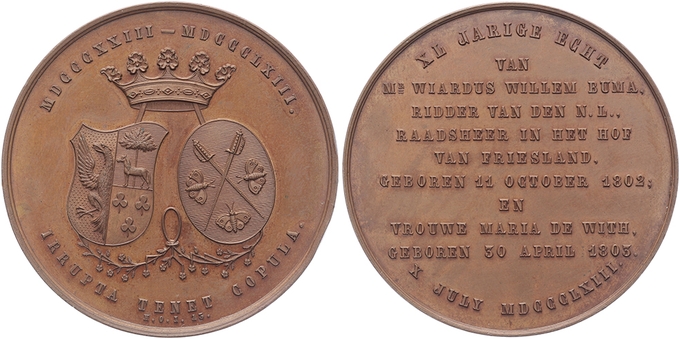 MDCCCXXIII — MDCCCLXIII.
IRRUPTA TENET COPULA.
XL JARIGE ECHT
VAN
MR WIARDUS WILLEM BUMA,
RIDDER VAN DEN N.L.,
RAADSHEER IN HET HOF
VAN FRIESLAND,
GEBOREN 11 OCTOBER 1802;
EN
VROUWE MARIA DE WITH,
GEBOREN 30 APRIL 1803.
X JULY MDCCCLXIII.